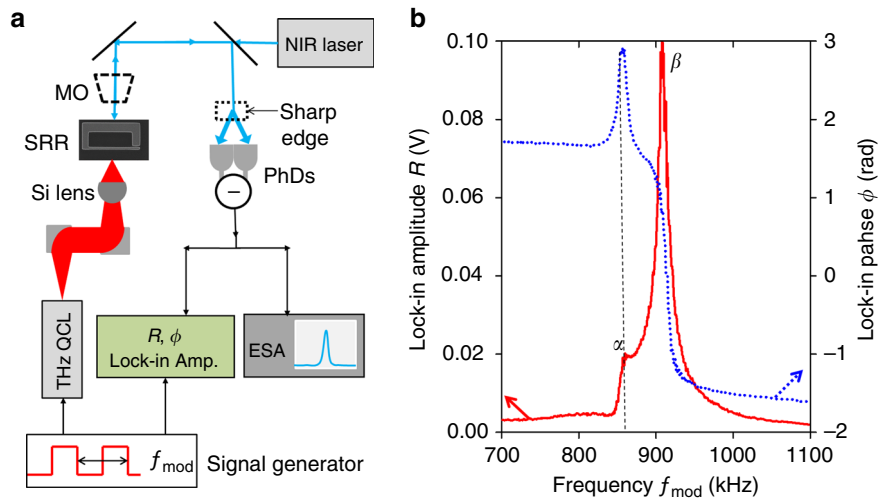 a
NIR laser
MO
Sharp
edge
SRR
PhDs
−
Si lens
THz QCL
R, ϕ
Lock-in Amp.
ESA
fmod
Signal generator
b
Lock-in amplitude R (V)
0.10
0.08
0.06
0.04
0.02
0.00
β
α
3
2
1
0
−1
−2
Lock-in pahse ϕ (rad)
700
800
900
1000
1100
Frequency fmod (kHz)